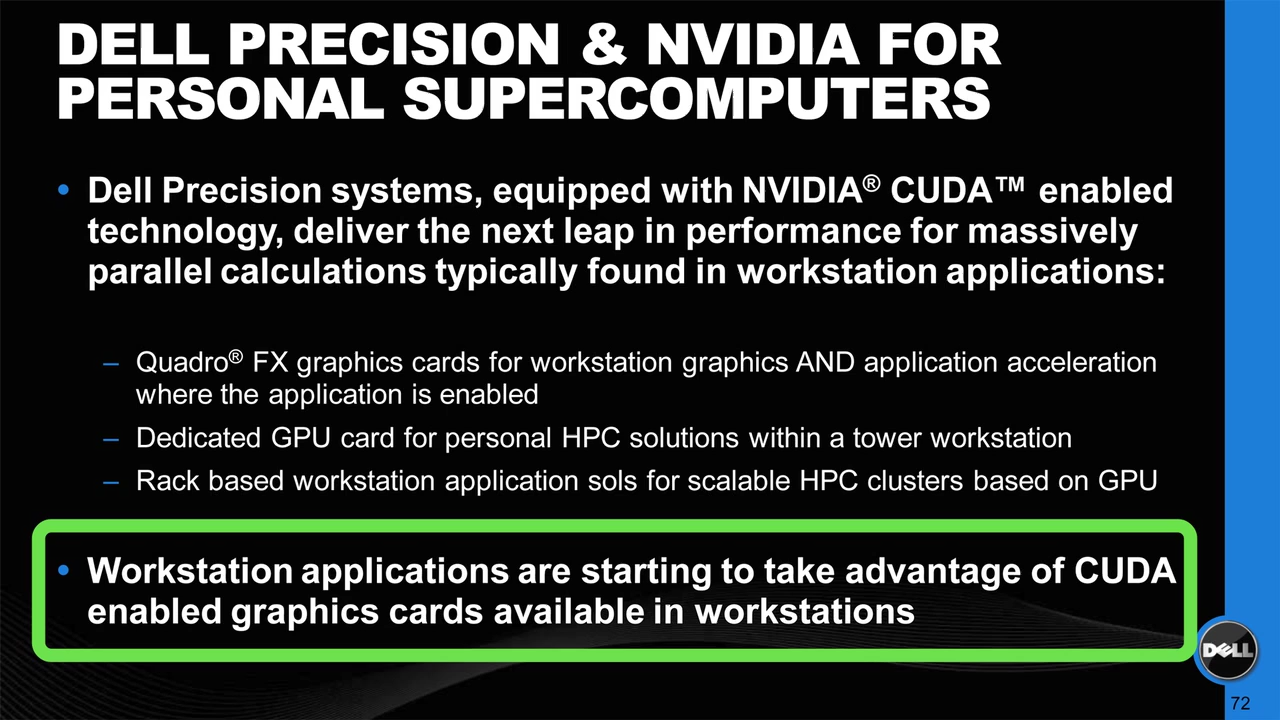 DELL PRECISION & NVIDIA FOR
PERSONAL SUPERCOMPUTERS
• Dell Precision systems, equipped with NVIDIA® CUDA™ enabled
technology, deliver the next leap in performance for massively
parallel calculations typically found in workstation applications:
– Quadro® FX graphics cards for workstation graphics AND application acceleration
where the application is enabled
– Dedicated GPU card for personal HPC solutions within a tower workstation
– Rack based workstation application sols for scalable HPC clusters based on GPU
• Workstation applications are starting to take advantage of CUDA
enabled graphics cards available in workstations
DELL
72